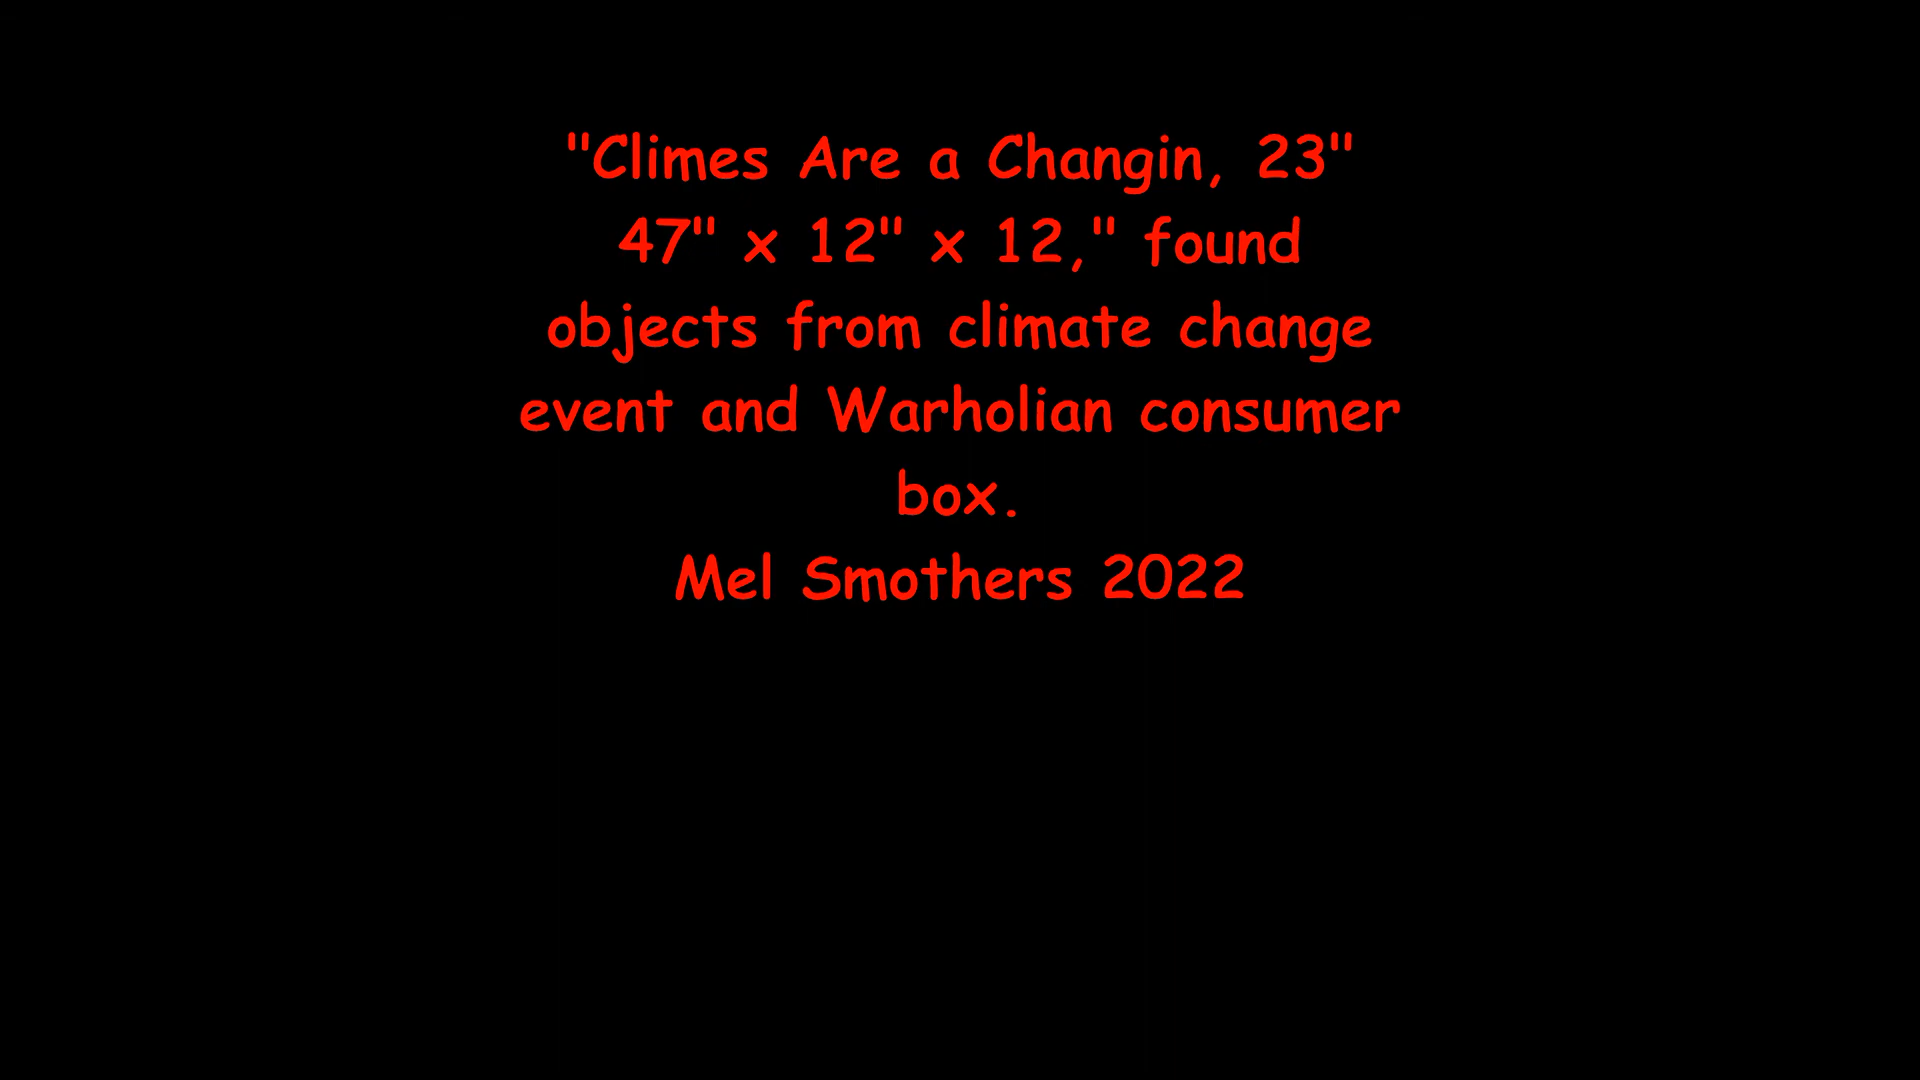 "Climes Are a Changin, 23"
47" x 12" x 12," found
objects from climate change
event and Warholian consumer
box.
Mel Smothers 2022